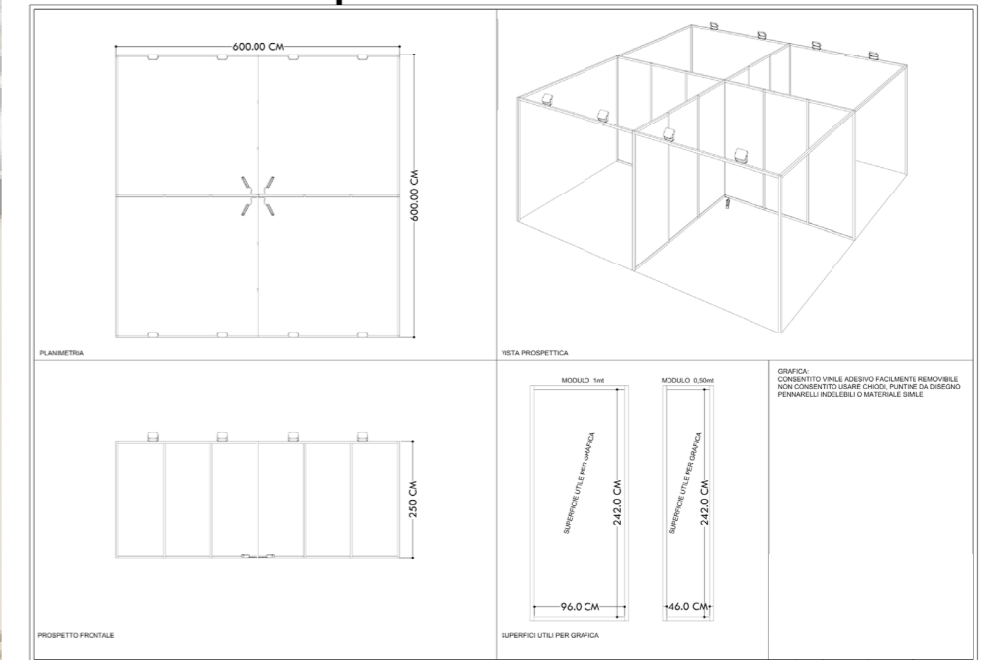 600.00 CM
600.00 CM
PLANIMETRIA
VISTA PROSPETTICA
250 CM
PROSPETTO FRONTALE
MODULO 1mt
MODULO 0,50mt
SUPERFICIE UTILE PER GRAFICA
242.0 CM
96.0 CM
SUPERFICIE UTILE PER GRAFICA
242.0 CM
46.0 CM
SUPERFICI UTILI PER GRAFICA
GRAFICA:
CONSENTITO VINILE ADESIVO FACILMENTE REMOVIBILE
NON CONSENTITO USARE CHIODI, PUNTINE DA DISEGNO
PENNARELLI INDELEBILI O MATERIALE SIMILE